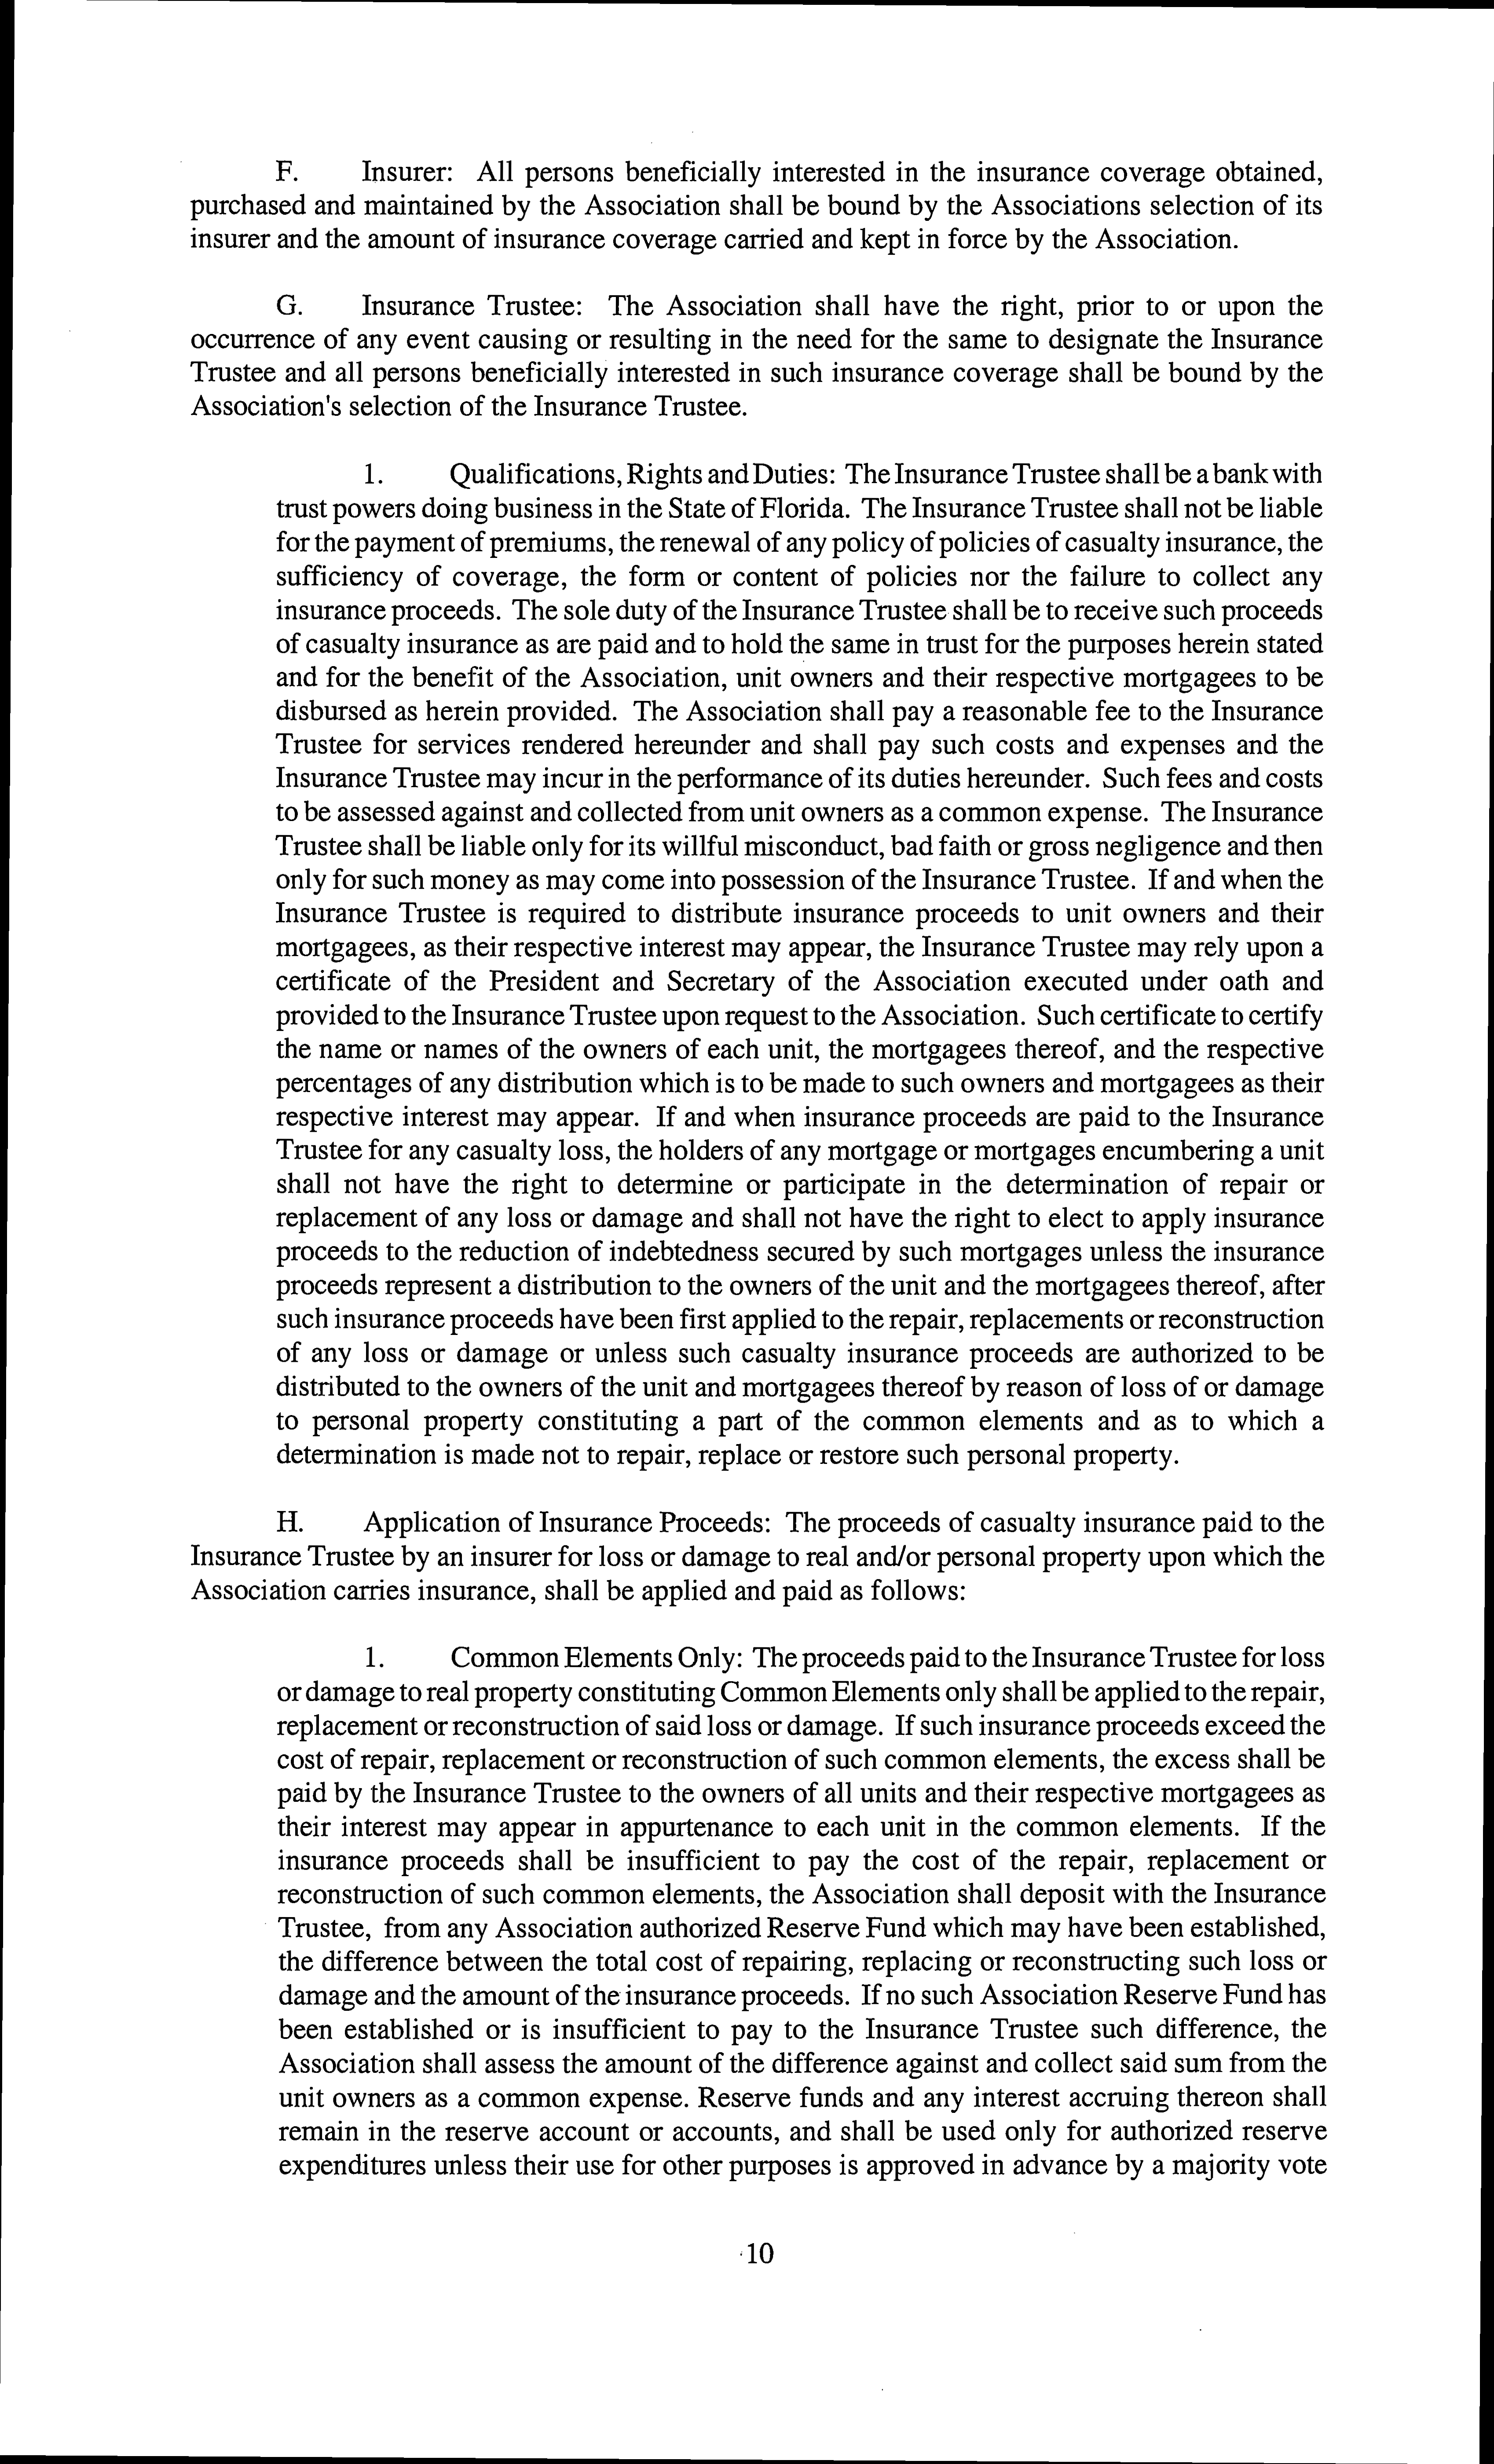 F. Insurer: All persons beneficially interested in the insurance coverage obtained,
purchased and maintained by the Association shall be bound by the Associations selection of its
insurer and the amount of insurance coverage carried and kept in force by the Association.
G. Insurance Trustee: The Association shall have the right, prior to or upon the
occurrence of any event causing or resulting in the need for the same to designate the Insurance
Trustee and all persons beneficially interested in such insurance coverage shall be bound by the
Association's selection of the Insurance Trustee.
1. Qualifications, Rights and Duties: The Insurance Trustee shall be a bank with
trust powers doing business in the State of Florida. The Insurance Trustee shall not be liable
for the payment of premiums, the renewal of any policy of policies of casualty insurance, the
sufficiency of coverage, the form or content of policies nor the failure to collect any
insurance proceeds. The sole duty of the Insurance Trustee shall be to receive such proceeds
of casualty insurance as are paid and to hold the same in trust for the purposes herein stated
and for the benefit of the Association, unit owners and their respective mortgagees to be
disbursed as herein provided. The Association shall pay a reasonable fee to the Insurance
Trustee for services rendered hereunder and shall pay such costs and expenses and the
Insurance Trustee may incur in the performance of its duties hereunder. Such fees and costs
to be assessed against and collected from unit owners as a common expense. The Insurance
Trustee shall be liable only for its willful misconduct, bad faith or gross negligence and then
only for such money as may come into possession of the Insurance Trustee. If and when the
Insurance Trustee is required to distribute insurance proceeds to unit owners and their
mortgagees, as their respective interest may appear, the Insurance Trustee may rely upon a
certificate of the President and Secretary of the Association executed under oath and
provided to the Insurance Trustee upon request to the Association. Such certificate to certify
the name or names of the owners of each unit, the mortgagees thereof, and the respective
percentages of any distribution which is to be made to such owners and mortgagees as their
respective interest may appear. If and when insurance proceeds are paid to the Insurance
Trustee for any casualty loss, the holders of any mortgage or mortgages encumbering a unit
shall not have the right to determine or participate in the determination of repair or
replacement of any loss or damage and shall not have the right to elect to apply insurance
proceeds to the reduction of indebtedness secured by such mortgages unless the insurance
proceeds represent a distribution to the owners of the unit and the mortgagees thereof, after
such insurance proceeds have been first applied to the repair, replacements or reconstruction
of any loss or damage or unless such casualty insurance proceeds are authorized to be
distributed to the owners of the unit and mortgagees thereof by reason of loss of or damage
to personal property constituting a part of the common elements and as to which a
determination is made not to repair, replace or restore such personal property.
H. Application of Insurance Proceeds: The proceeds of casualty insurance paid to the
Insurance Trustee by an insurer for loss or damage to real and/or personal property upon which the
Association carries insurance, shall be applied and paid as follows:
1. Common Elements Only: The proceeds paid to the Insurance Trustee for loss
or damage to real property constituting Common Elements only shall be applied to the repair,
replacement or reconstruction of said loss or damage. If such insurance proceeds exceed the
cost of repair, replacement or reconstruction of such common elements, the excess shall be
paid by the Insurance Trustee to the owners of all units and their respective mortgagees as
their interest may appear in appurtenance to each unit in the common elements. If the
insurance proceeds shall be insufficient to pay the cost of the repair, replacement or
reconstruction of such common elements, the Association shall deposit with the Insurance
Trustee, from any Association authorized Reserve Fund which may have been established,
the difference between the total cost of repairing, replacing or reconstructing such loss or
damage and the amount of the insurance proceeds. If no such Association Reserve Fund has
been established or is insufficient to pay to the Insurance Trustee such difference, the
Association shall assess the amount of the difference against and collect said sum from the
unit owners as a common expense. Reserve funds and any interest accruing thereon shall
remain in the reserve account or accounts, and shall be used only for authorized reserve
expenditures unless their use for other purposes is approved in advance by a majority vote
10